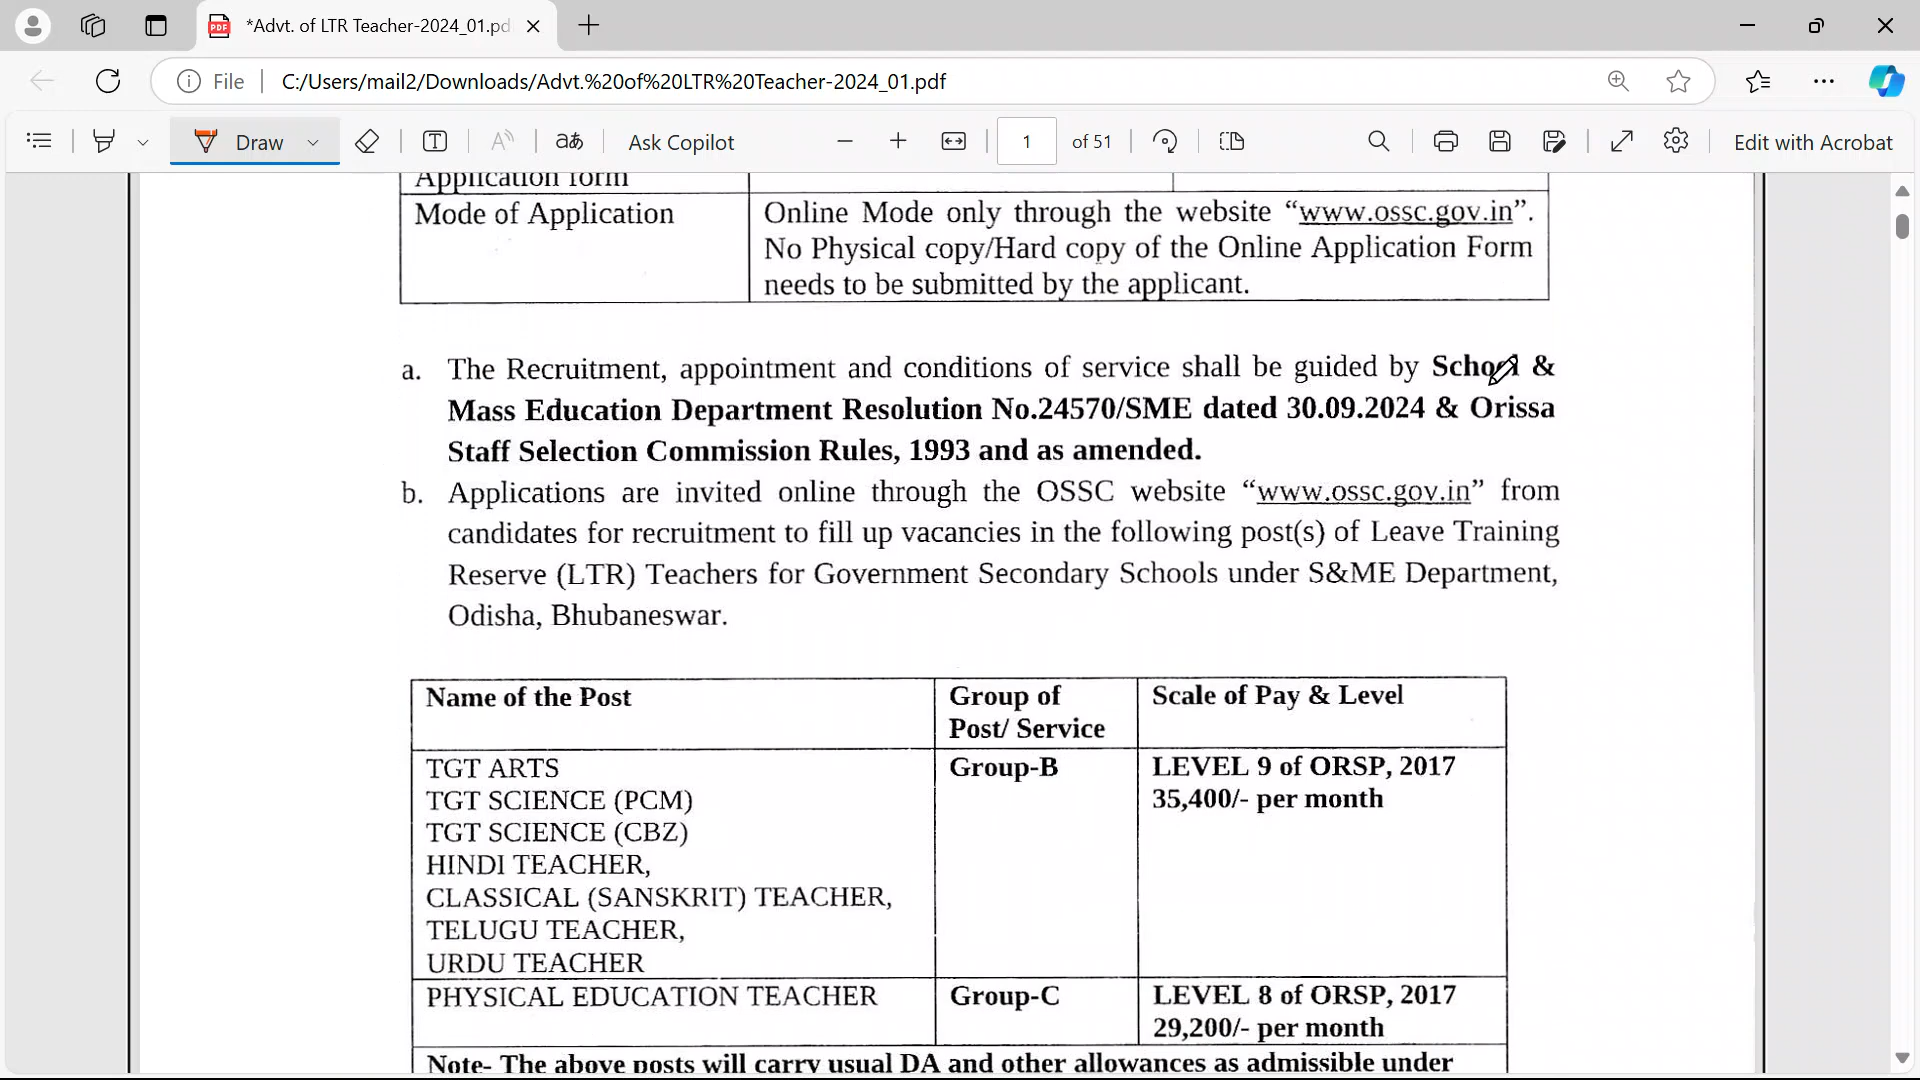 *Advt. of LTR Teacher-2024_01.pd
File
C:/Users/mail2/Downloads/Advt.%20of%20LTR%20Teacher-2024_01.pdf
Draw
Ask Copilot
1 of 51
Edit with Acrobat
Application form
Mode of Application
Online Mode only through the website “www.ossc.gov.in”.
No Physical copy/Hard copy of the Online Application Form
needs to be submitted by the applicant.
a. The Recruitment, appointment and conditions of service shall be guided by School &
Mass Education Department Resolution No.24570/SME dated 30.09.2024 & Orissa
Staff Selection Commission Rules, 1993 and as amended.
b. Applications are invited online through the OSSC website “www.ossc.gov.in” from
candidates for recruitment to fill up vacancies in the following post(s) of Leave Training
Reserve (LTR) Teachers for Government Secondary Schools under S&ME Department,
Odisha, Bhubaneswar.
Name of the Post
Group of
Post/ Service
Scale of Pay & Level
TGT ARTS
TGT SCIENCE (PCM)
TGT SCIENCE (CBZ)
HINDI TEACHER,
CLASSICAL (SANSKRIT) TEACHER,
TELUGU TEACHER,
URDU TEACHER
Group-B
LEVEL 9 of ORSP, 2017
35,400/- per month
PHYSICAL EDUCATION TEACHER
Group-C
LEVEL 8 of ORSP, 2017
29,200/- per month
Note- The above posts will carry usual DA and other allowances as admissible under